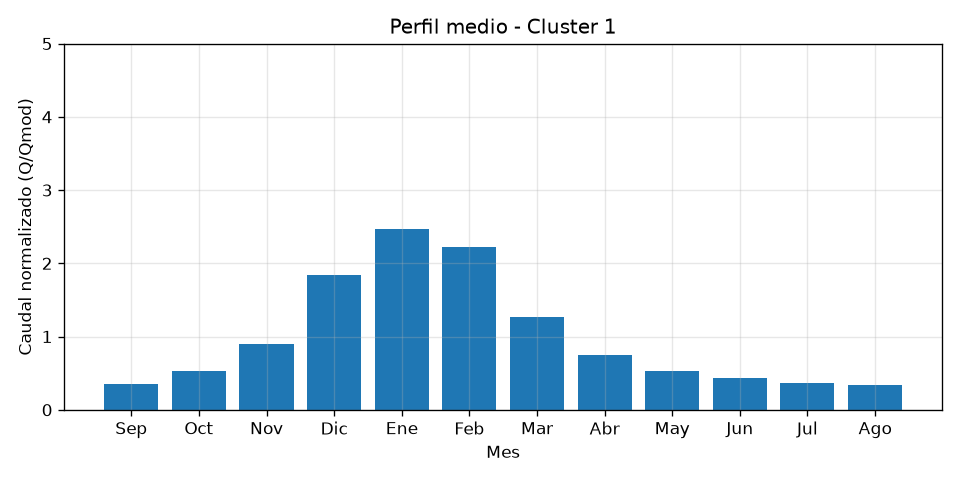 Perfil medio - Cluster 1
Caudal normalizado (Q/Qmod)
5
4
3
2
1
0
Sep Oct Nov Dic Ene Feb Mar Abr May Jun Jul Ago
Mes